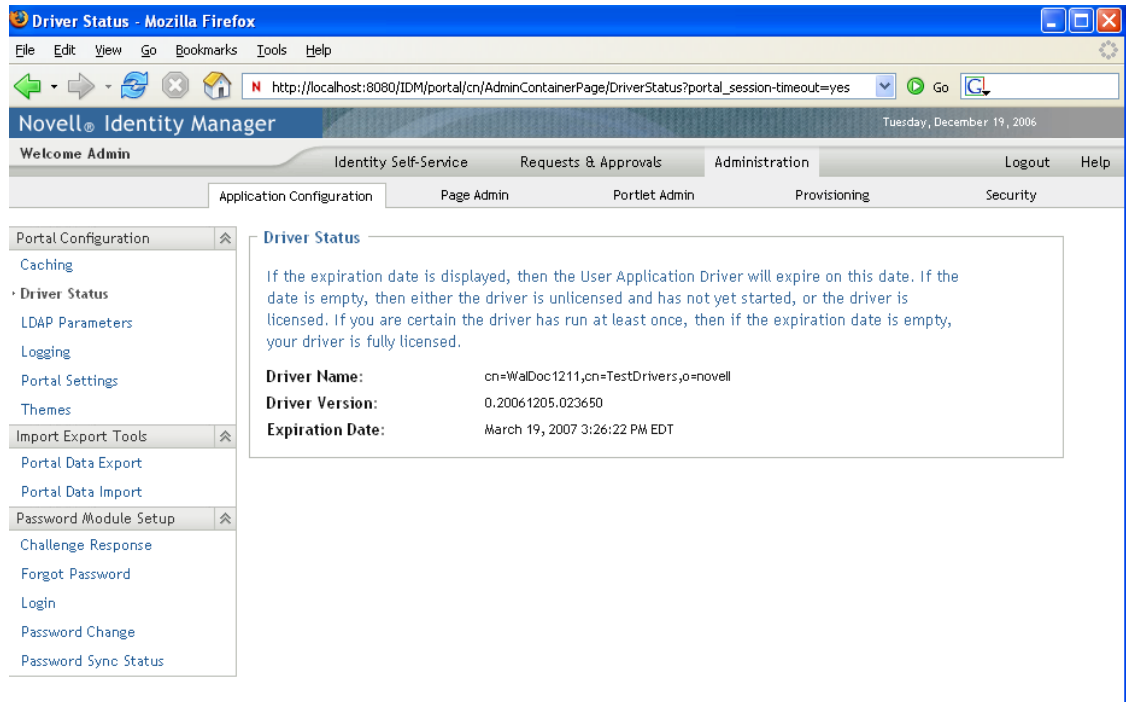 Driver Status - Mozilla Firefox
File Edit View Go Bookmarks Tools Help
N http://localhost:8080/IDM/portal/cn/AdminContainerPage/DriverStatus?portal_session-timeout=yes Go G
Novell® Identity Manager Tuesday, December 19, 2006
Welcome Admin Identity Self-Service Requests & Approvals Administration Logout Help
Application Configuration Page Admin Portlet Admin Provisioning Security
Portal Configuration
Caching
Driver Status
LDAP Parameters
Logging
Portal Settings
Themes
Import Export Tools
Portal Data Export
Portal Data Import
Password Module Setup
Challenge Response
Forgot Password
Login
Password Change
Password Sync Status
Driver Status
If the expiration date is displayed, then the User Application Driver will expire on this date. If the
date is empty, then either the driver is unlicensed and has not yet started, or the driver is
licensed. If you are certain the driver has run at least once, then if the expiration date is empty,
your driver is fully licensed.
Driver Name: cn=WalDoc1211,cn=TestDrivers,o=novell
Driver Version: 0.20061205.023650
Expiration Date: March 19, 2007 3:26:22 PM EDT